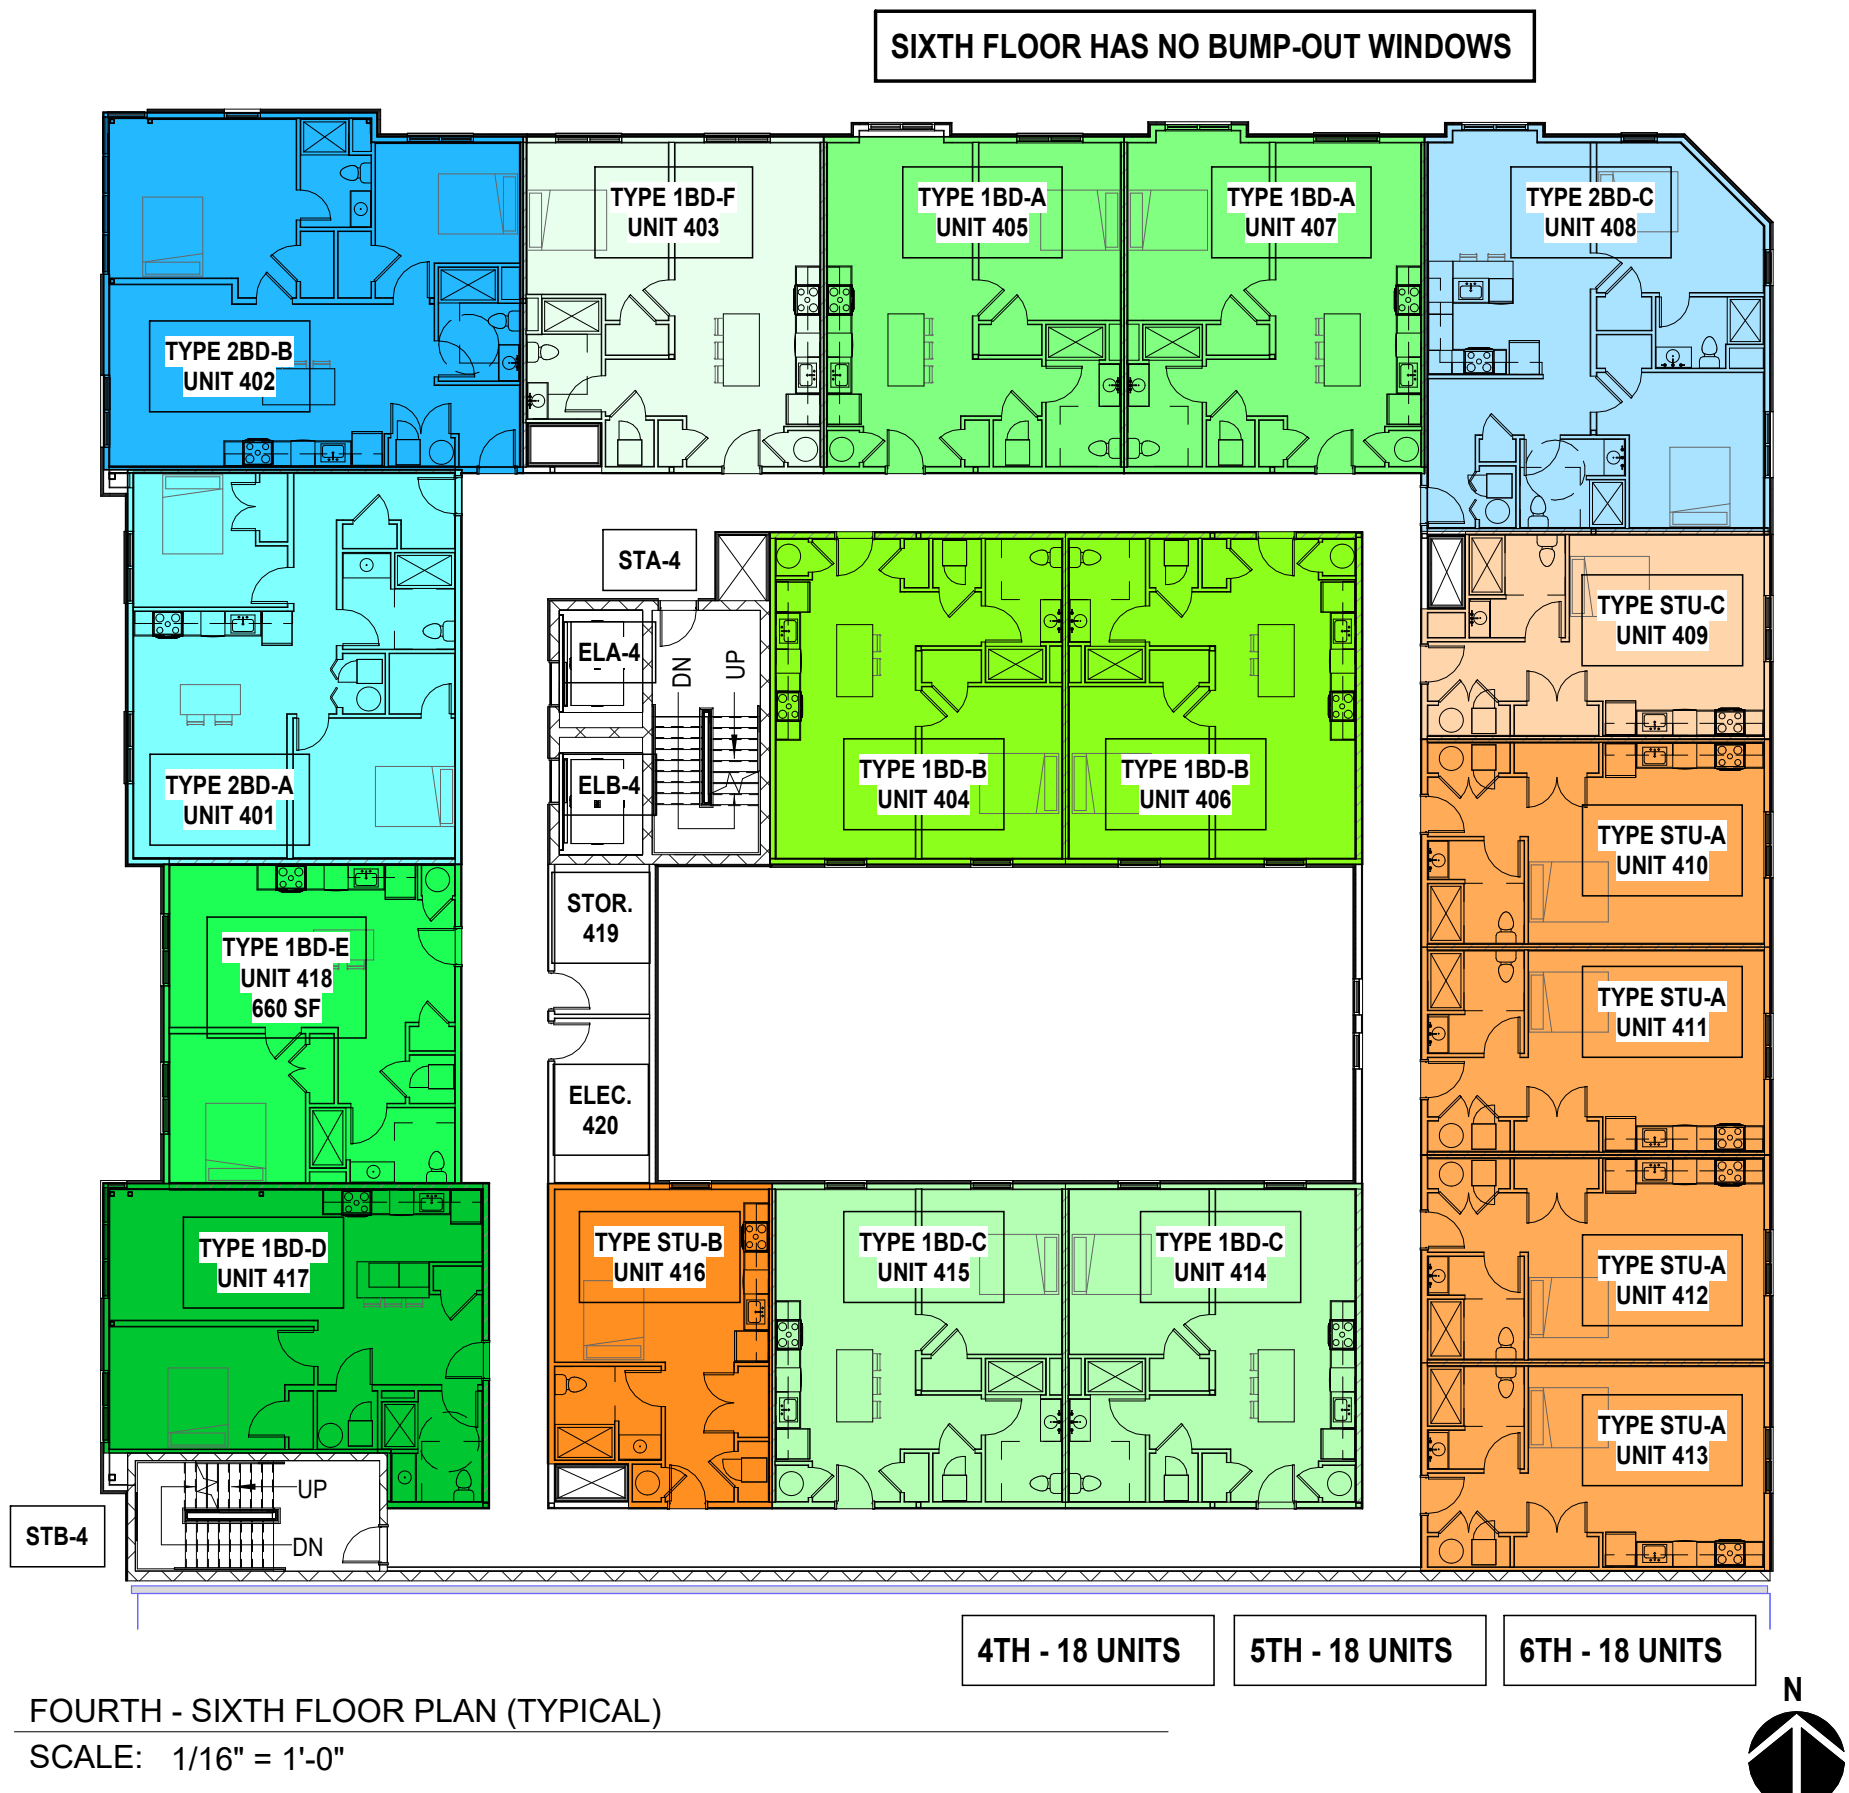 SIXTH FLOOR HAS NO BUMP-OUT WINDOWS
TYPE 1BD-F
UNIT 403
TYPE 1BD-A
UNIT 405
TYPE 1BD-A
UNIT 407
TYPE 2BD-C
UNIT 408
TYPE 2BD-B
UNIT 402
STA-4
TYPE STU-C
UNIT 409
ELA-4
DN
UP
TYPE 2BD-A
UNIT 401
ELB-4
TYPE 1BD-B
UNIT 404
TYPE 1BD-B
UNIT 406
TYPE STU-A
UNIT 410
STOR.
419
TYPE 1BD-E
UNIT 418
660 SF
TYPE STU-A
UNIT 411
ELEC.
420
TYPE 1BD-D
UNIT 417
TYPE STU-B
UNIT 416
TYPE 1BD-C
UNIT 415
TYPE 1BD-C
UNIT 414
TYPE STU-A
UNIT 412
TYPE STU-A
UNIT 413
UP
STB-4
DN
4TH - 18 UNITS
5TH - 18 UNITS
6TH - 18 UNITS
N
FOURTH - SIXTH FLOOR PLAN (TYPICAL)
SCALE: 1/16" = 1'-0"